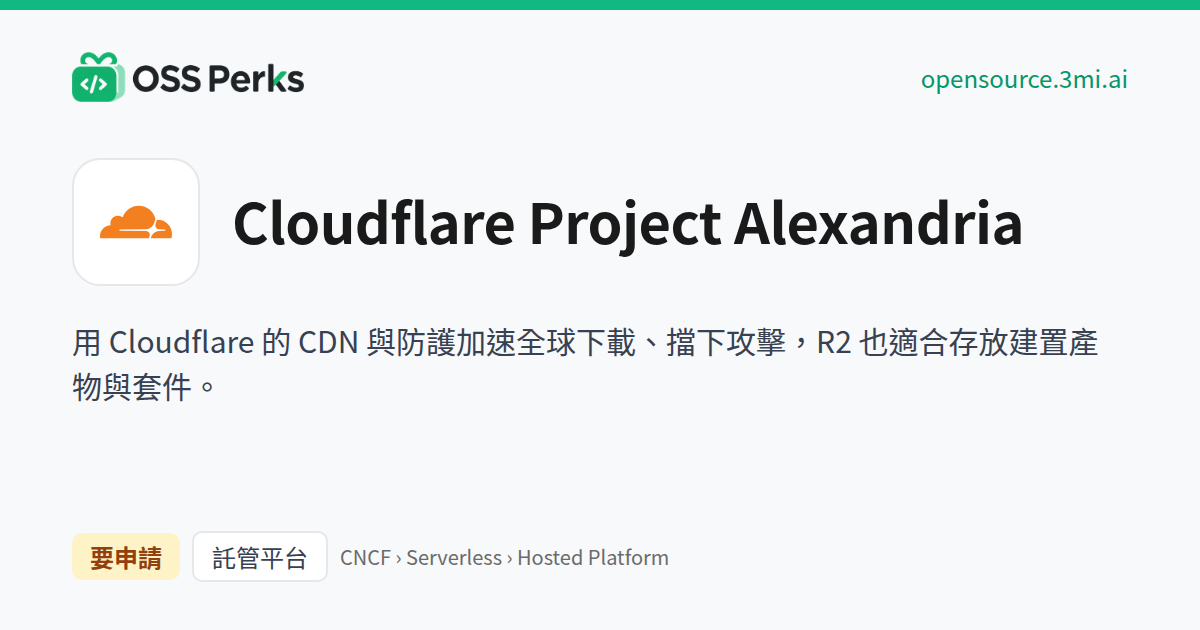 OSS Perks
opensource.3mi.ai
Cloudflare Project Alexandria
用 Cloudflare 的 CDN 與防護加速全球下載、擋下攻擊，R2 也適合存放建置產
物與套件。
要申請
託管平台
CNCF › Serverless › Hosted Platform